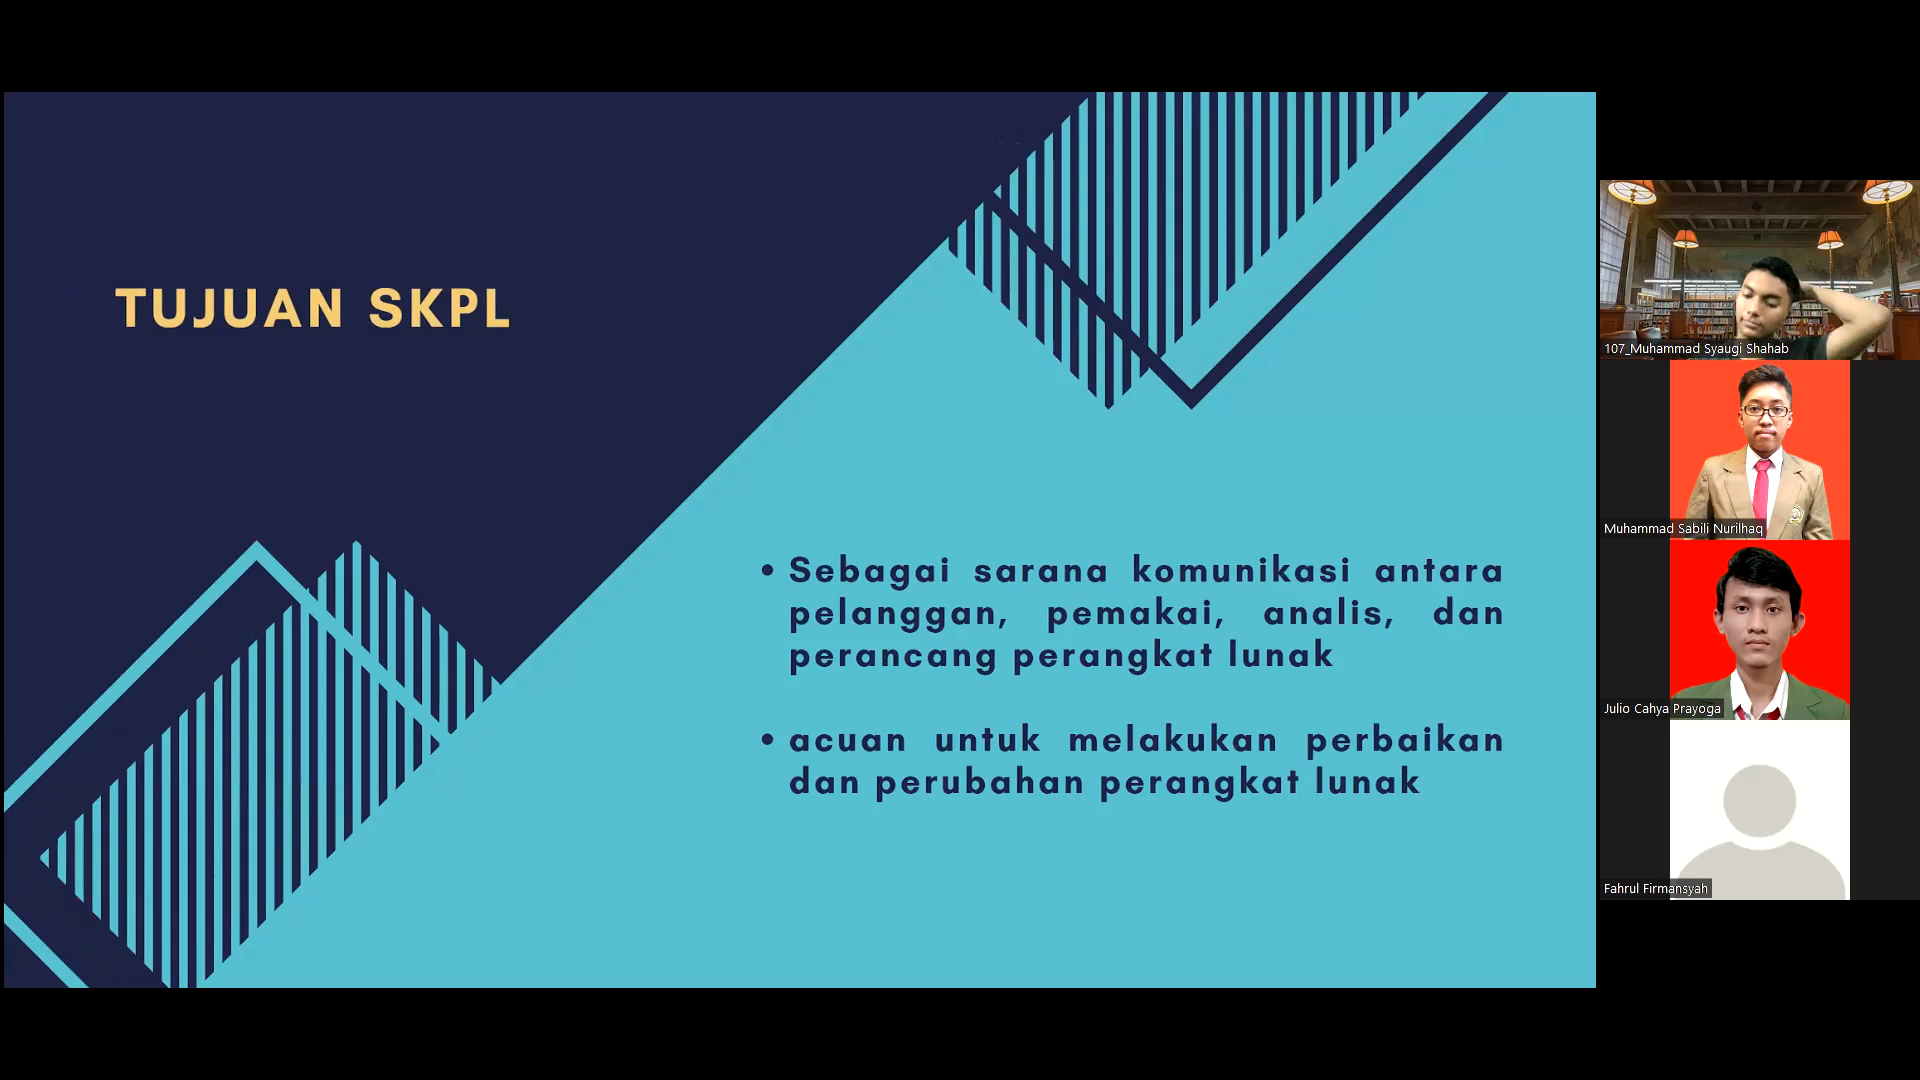 TUJUAN SKPL
• Sebagai sarana komunikasi antara
pelanggan, pemakai, analis, dan
perancang perangkat lunak
• acuan untuk melakukan perbaikan
dan perubahan perangkat lunak
107_Muhammad Syaugi Shahab
Muhammad Sabili Nurilhaq
Julio Cahya Prayoga
Fahrul Firmansyah